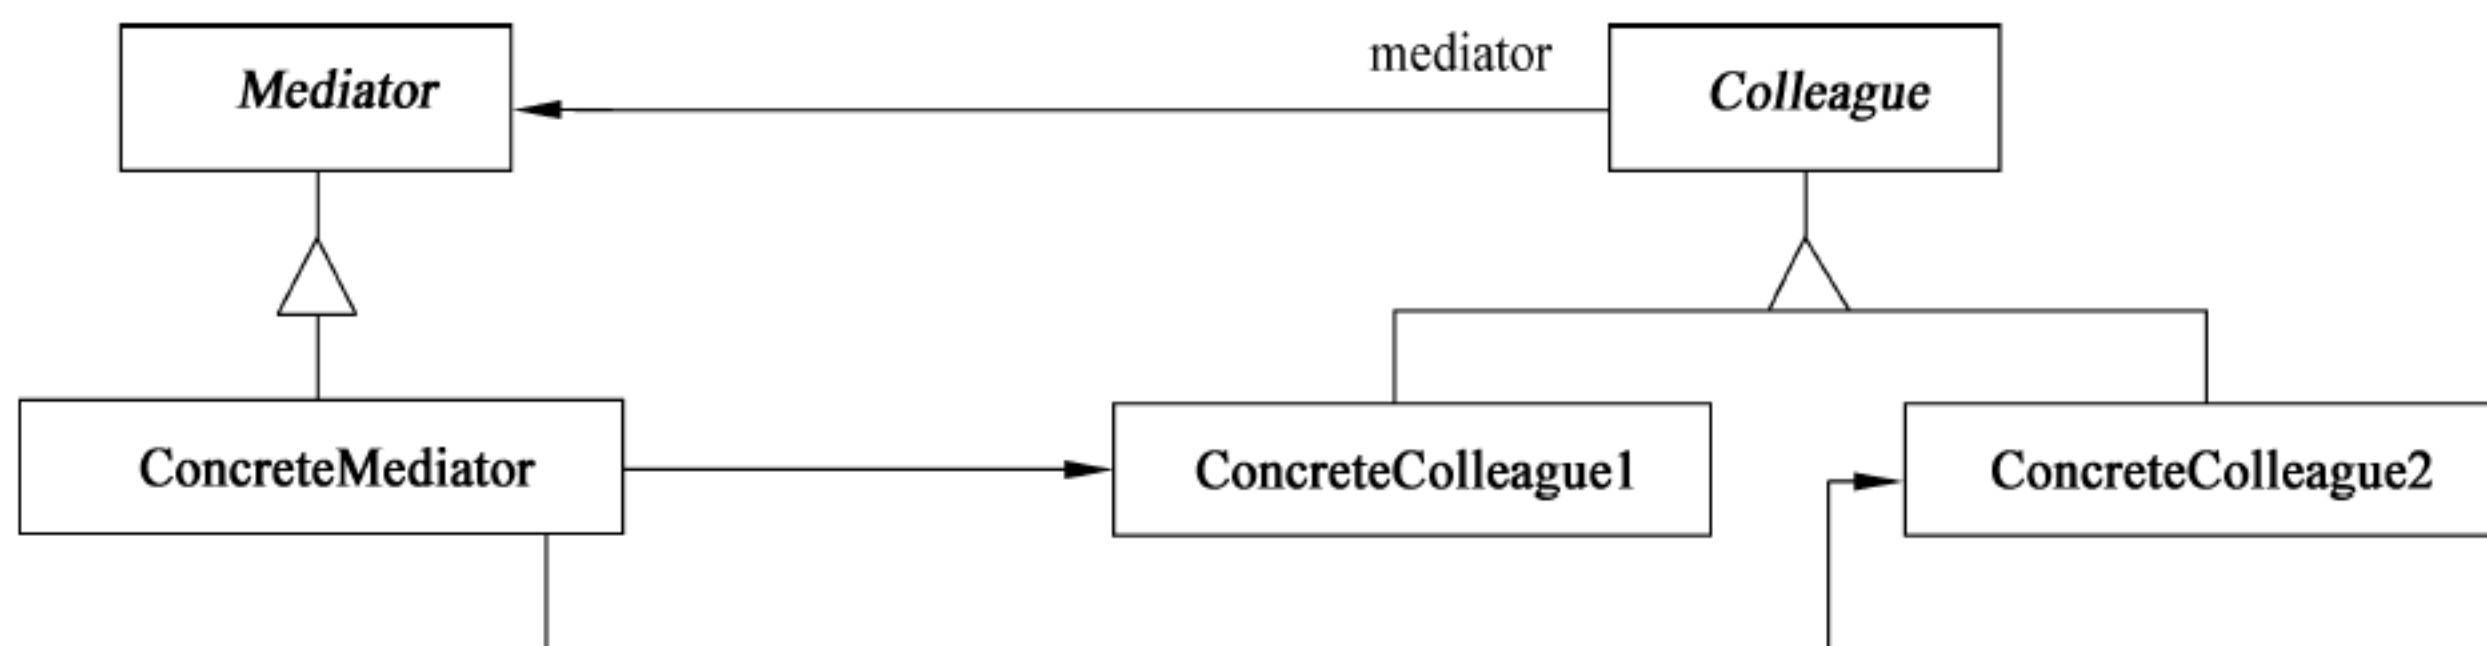 mediator
Mediator
Colleague
ConcreteMediator
ConcreteColleague1
ConcreteColleague2